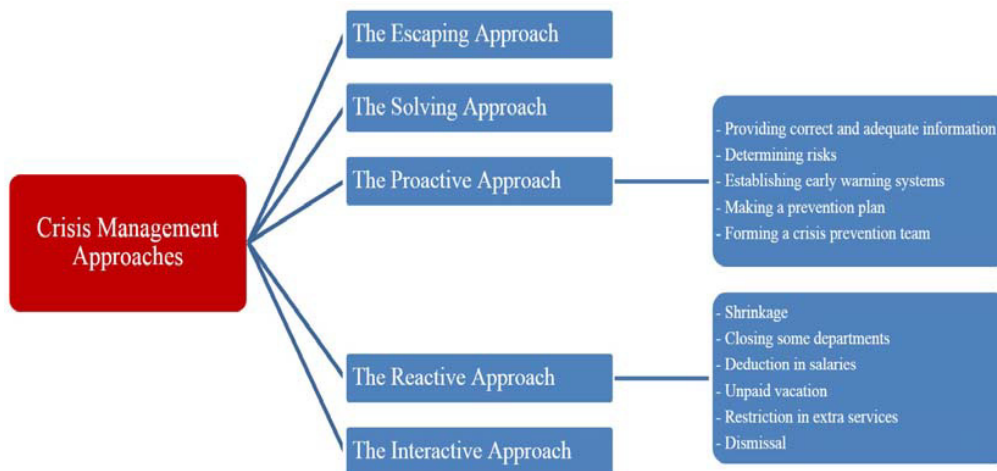 Crisis Management
Approaches
The Escaping Approach
The Solving Approach
The Proactive Approach
- Providing correct and adequate information
- Determining risks
- Establishing early warning systems
- Making a prevention plan
- Forming a crisis prevention team
The Reactive Approach
- Shrinkage
- Closing some departments
- Deduction in salaries
- Unpaid vacation
- Restriction in extra services
- Dismissal
The Interactive Approach